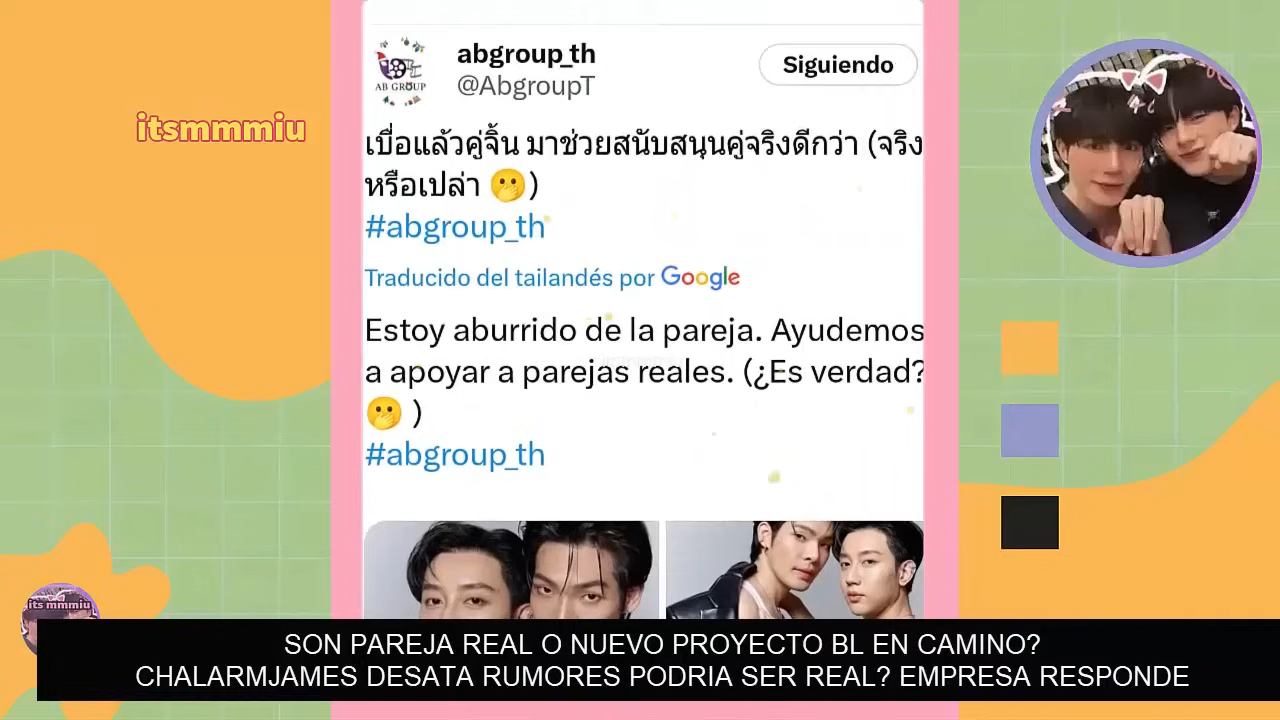 abgroup_th
Siguiendo
@AbgroupT
AB GROUP
itsmmmiu
เบื่อแล้วคู่จิ้น มาช่วยสนับสนุนคู่จริงดีกว่า (จริง
หรือเปล่า 🫢)
#abgroup_th
Traducido del tailandés por Google
Estoy aburrido de la pareja. Ayudemos
a apoyar a parejas reales. (¿Es verdad?
🫢 )
#abgroup_th
its mmmiu
SON PAREJA REAL O NUEVO PROYECTO BL EN CAMINO?
CHALARMJAMES DESATA RUMORES PODRIA SER REAL? EMPRESA RESPONDE